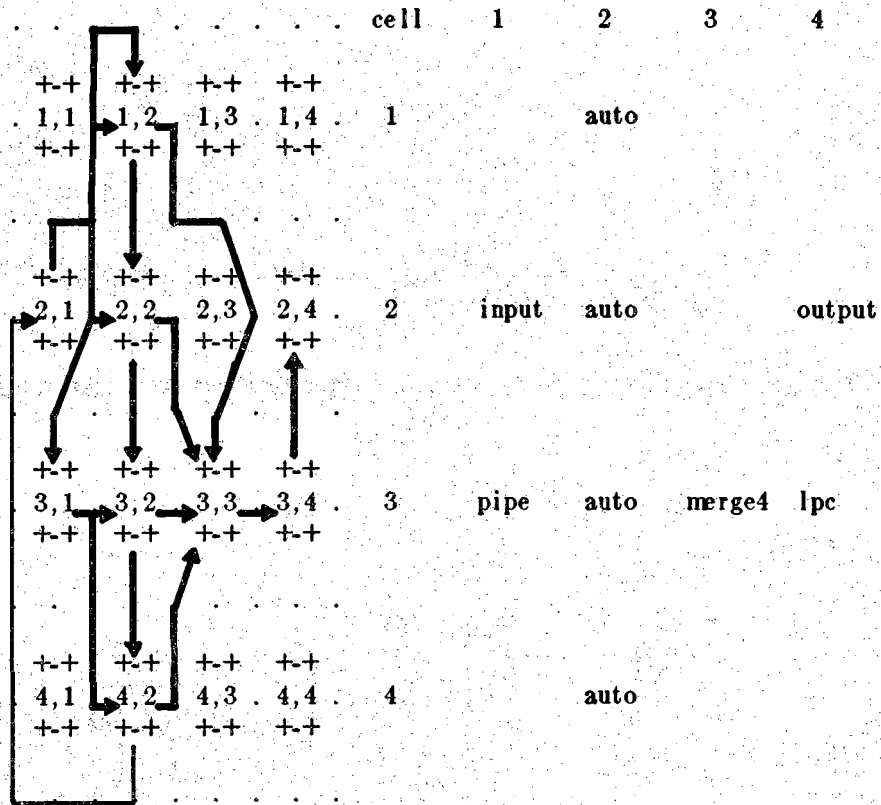 . . . . . . . . cell 1 2 3 4
+-+ +-+ +-+ +-+
. 1,1 1,2 1,3 . 1,4 . 1 auto
+-+ +-+ +-+ +-+
. . . . . . . .
+-+ +-+ +-+ +-+
2,1 2,2 2,3 2,4 . 2 input auto output
+-+ +-+ +-+ +-+
. . . . . . . .
+-+ +-+ +-+ +-+
. 3,1 3,2 3,3 3,4 . 3 pipe auto merge4 lpc
+-+ +-+ +-+ +-+
. . . . . . . .
+-+ +-+ +-+ +-+
. 4,1 4,2 4,3 . 4,4 . 4 auto
+-+ +-+ +-+ +-+
. . . . . . . .